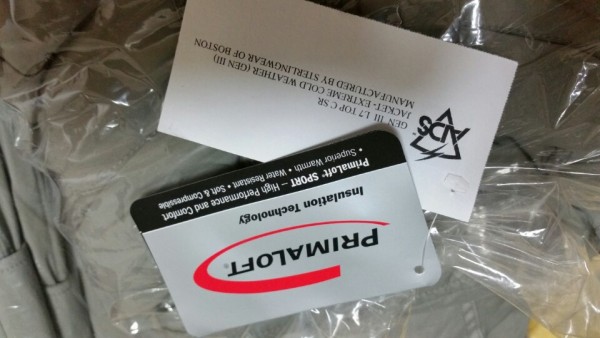 ADS
GEN III L7 TOP C SR
JACKET-EXTREME COLD WEATHER (GEN III)
MANUFACTURED BY STERLINGWEAR OF BOSTON
PRIMALOFT®
Insulation Technology
PrimaLoft® SPORT – High Performance and Comfort
• Superior Warmth • Water Resistant • Soft & Compressible